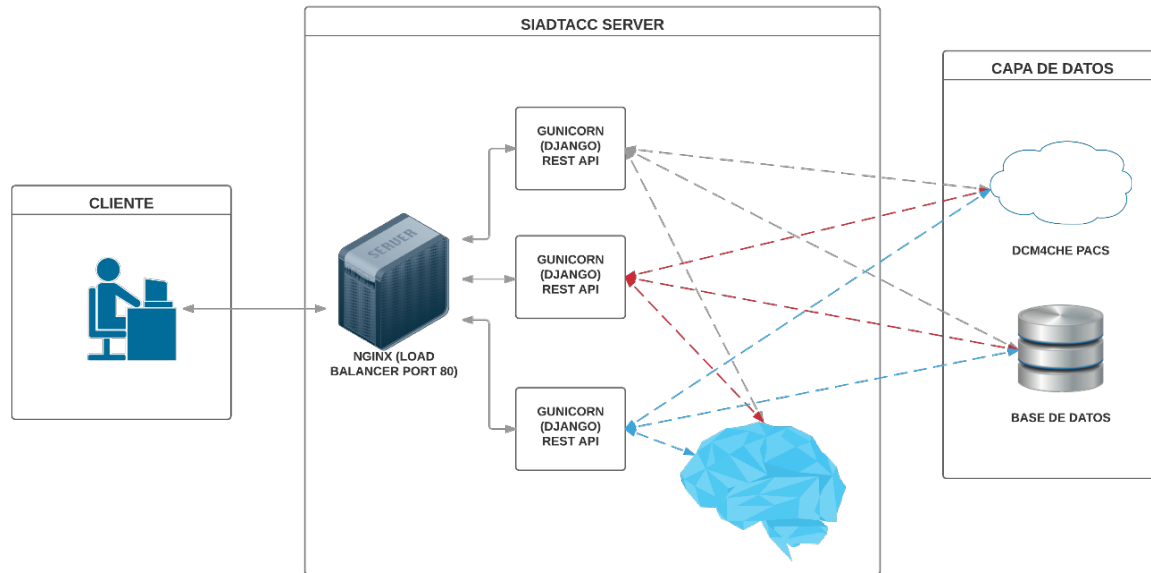 SIADTACC SERVER
CAPA DE DATOS
CLIENTE
GUNICORN
(DJANGO)
REST API
GUNICORN
(DJANGO)
REST API
GUNICORN
(DJANGO)
REST API
SERVER
NGINX (LOAD
BALANCER PORT 80)
DCM4CHE PACS
BASE DE DATOS